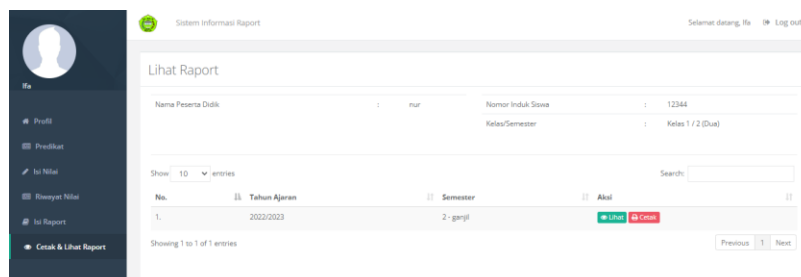 Sistem Informasi Raport
Selamat datang, Ifa Log out
Ifa
Profil
Predikat
Isi Nilai
Riwayat Nilai
Isi Raport
Cetak & Lihat Raport
Lihat Raport
Nama Peserta Didik : nur
Nomor Induk Siswa : 12344
Kelas/Semester : Kelas 1 / 2 (Dua)
Show 10 entries
Search:
No. Tahun Ajaran Semester Aksi
1. 2022/2023 2 - ganjil Lihat Cetak
Showing 1 to 1 of 1 entries
Previous 1 Next